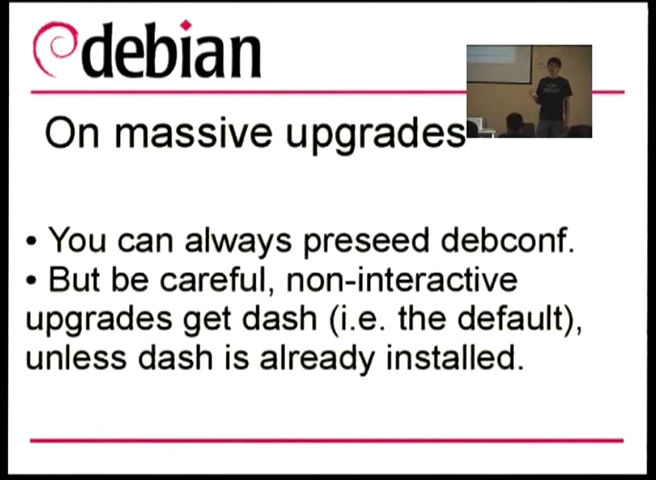 debian
On massive upgrades
• You can always preseed debconf.
• But be careful, non-interactive
upgrades get dash (i.e. the default),
unless dash is already installed.